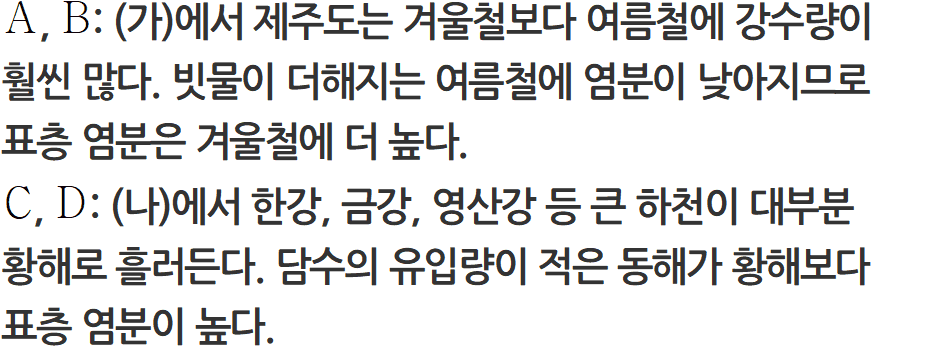 A, B: (가)에서 제주도는 겨울철보다 여름철에 강수량이
훨씬 많다. 빗물이 더해지는 여름철에 염분이 낮아지므로
표층 염분은 겨울철에 더 높다.
C, D: (나)에서 한강, 금강, 영산강 등 큰 하천이 대부분
황해로 흘러든다. 담수의 유입량이 적은 동해가 황해보다
표층 염분이 높다.